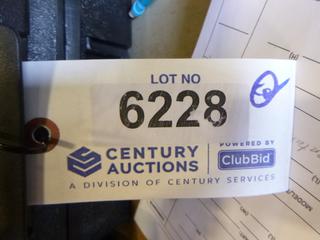 LOT NO
6228
CENTURY
AUCTIONS
POWERED BY
ClubBid
A DIVISION OF CENTURY SERVICES